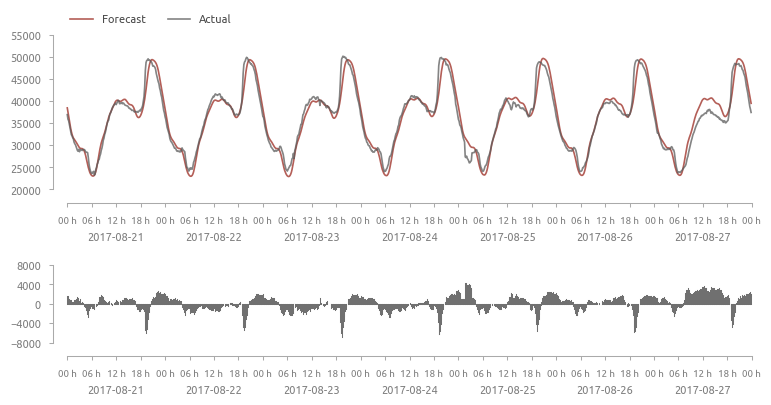 Forecast Actual
55000
50000
45000
40000
35000
30000
25000
20000
00 h 06 h 12 h 18 h 00 h 06 h 12 h 18 h 00 h 06 h 12 h 18 h 00 h 06 h 12 h 18 h 00 h 06 h 12 h 18 h 00 h 06 h 12 h 18 h 00 h 06 h 12 h 18 h 00 h
2017-08-21 2017-08-22 2017-08-23 2017-08-24 2017-08-25 2017-08-26 2017-08-27
8000
4000
0
−4000
−8000
00 h 06 h 12 h 18 h 00 h 06 h 12 h 18 h 00 h 06 h 12 h 18 h 00 h 06 h 12 h 18 h 00 h 06 h 12 h 18 h 00 h 06 h 12 h 18 h 00 h 06 h 12 h 18 h 00 h
2017-08-21 2017-08-22 2017-08-23 2017-08-24 2017-08-25 2017-08-26 2017-08-27